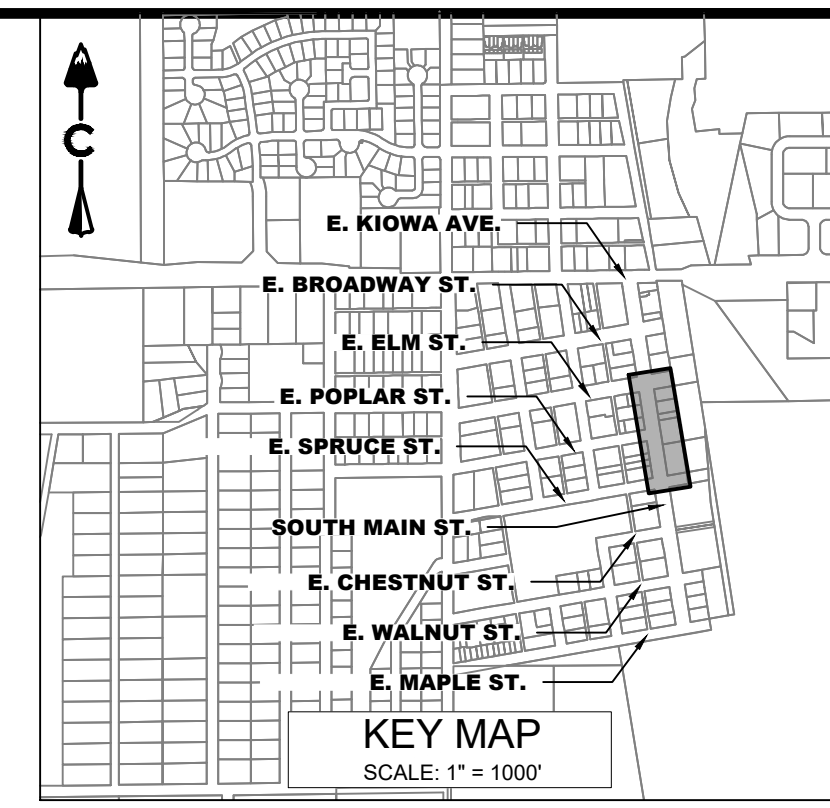 C
E. KIOWA AVE.
E. BROADWAY ST.
E. ELM ST.
E. POPLAR ST.
E. SPRUCE ST.
SOUTH MAIN ST.
E. CHESTNUT ST.
E. WALNUT ST.
E. MAPLE ST.
KEY MAP
SCALE: 1" = 1000'